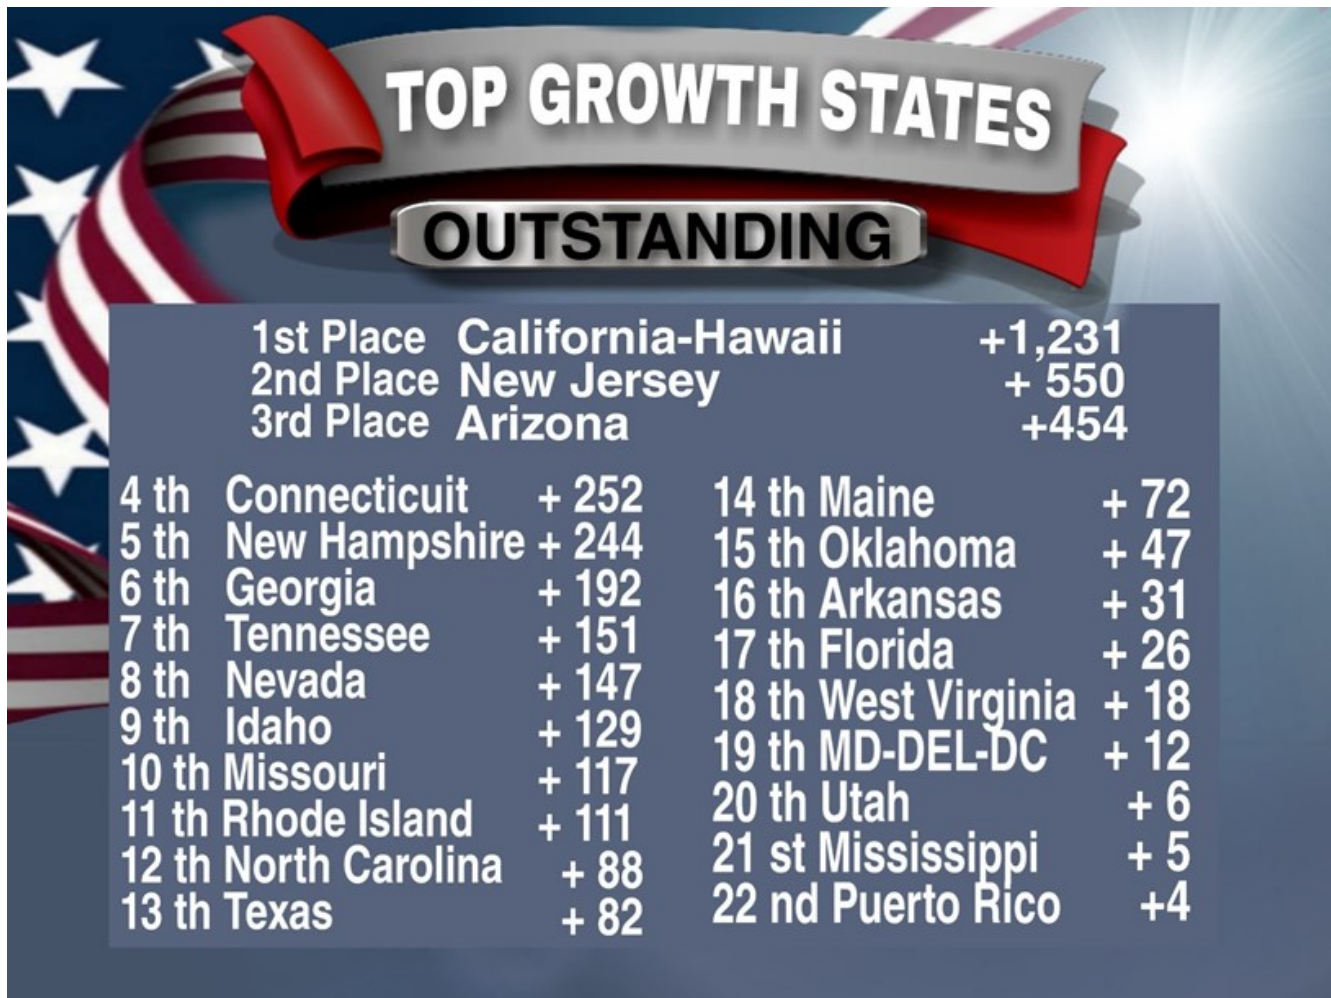 TOP GROWTH STATES
OUTSTANDING
1st Place California-Hawaii +1,231
2nd Place New Jersey + 550
3rd Place Arizona +454
4 th Connecticuit + 252
5 th New Hampshire + 244
6 th Georgia + 192
7 th Tennessee + 151
8 th Nevada + 147
9 th Idaho + 129
10 th Missouri + 117
11 th Rhode Island + 111
12 th North Carolina + 88
13 th Texas + 82
14 th Maine + 72
15 th Oklahoma + 47
16 th Arkansas + 31
17 th Florida + 26
18 th West Virginia + 18
19 th MD-DEL-DC + 12
20 th Utah + 6
21 st Mississippi + 5
22 nd Puerto Rico +4